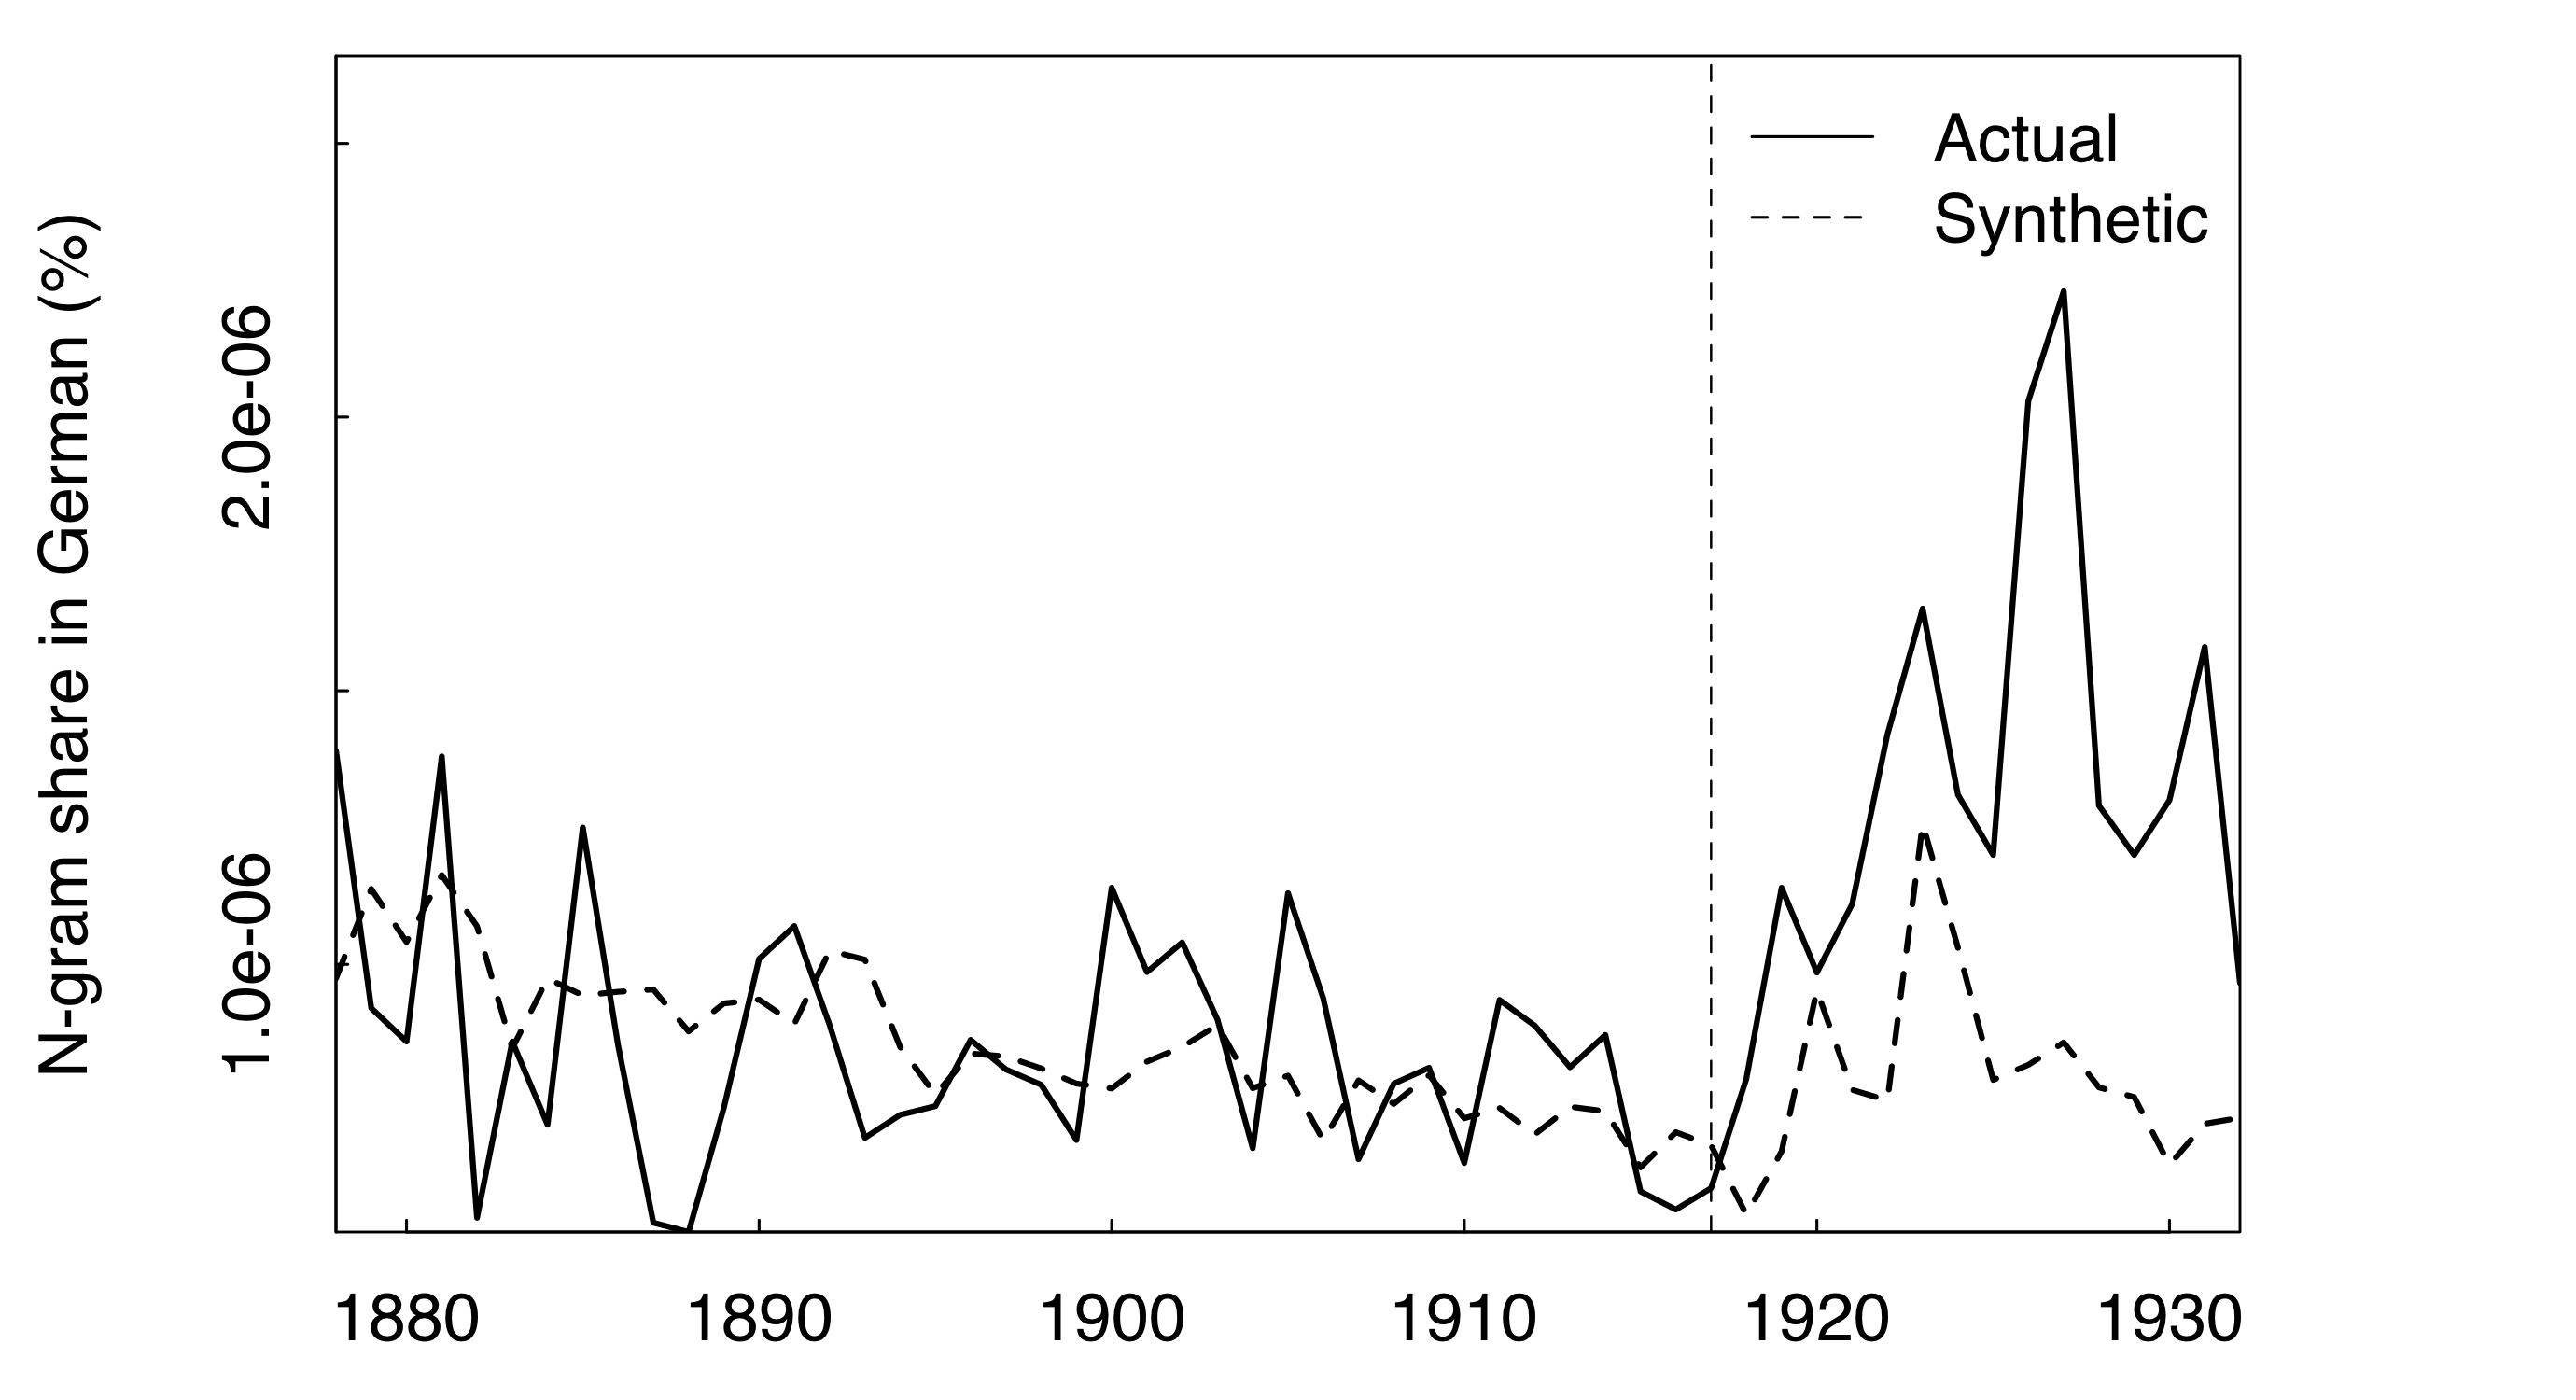 N-gram share in German (%)
2.0e-06
1.0e-06
Actual
Synthetic
1880 1890 1900 1910 1920 1930